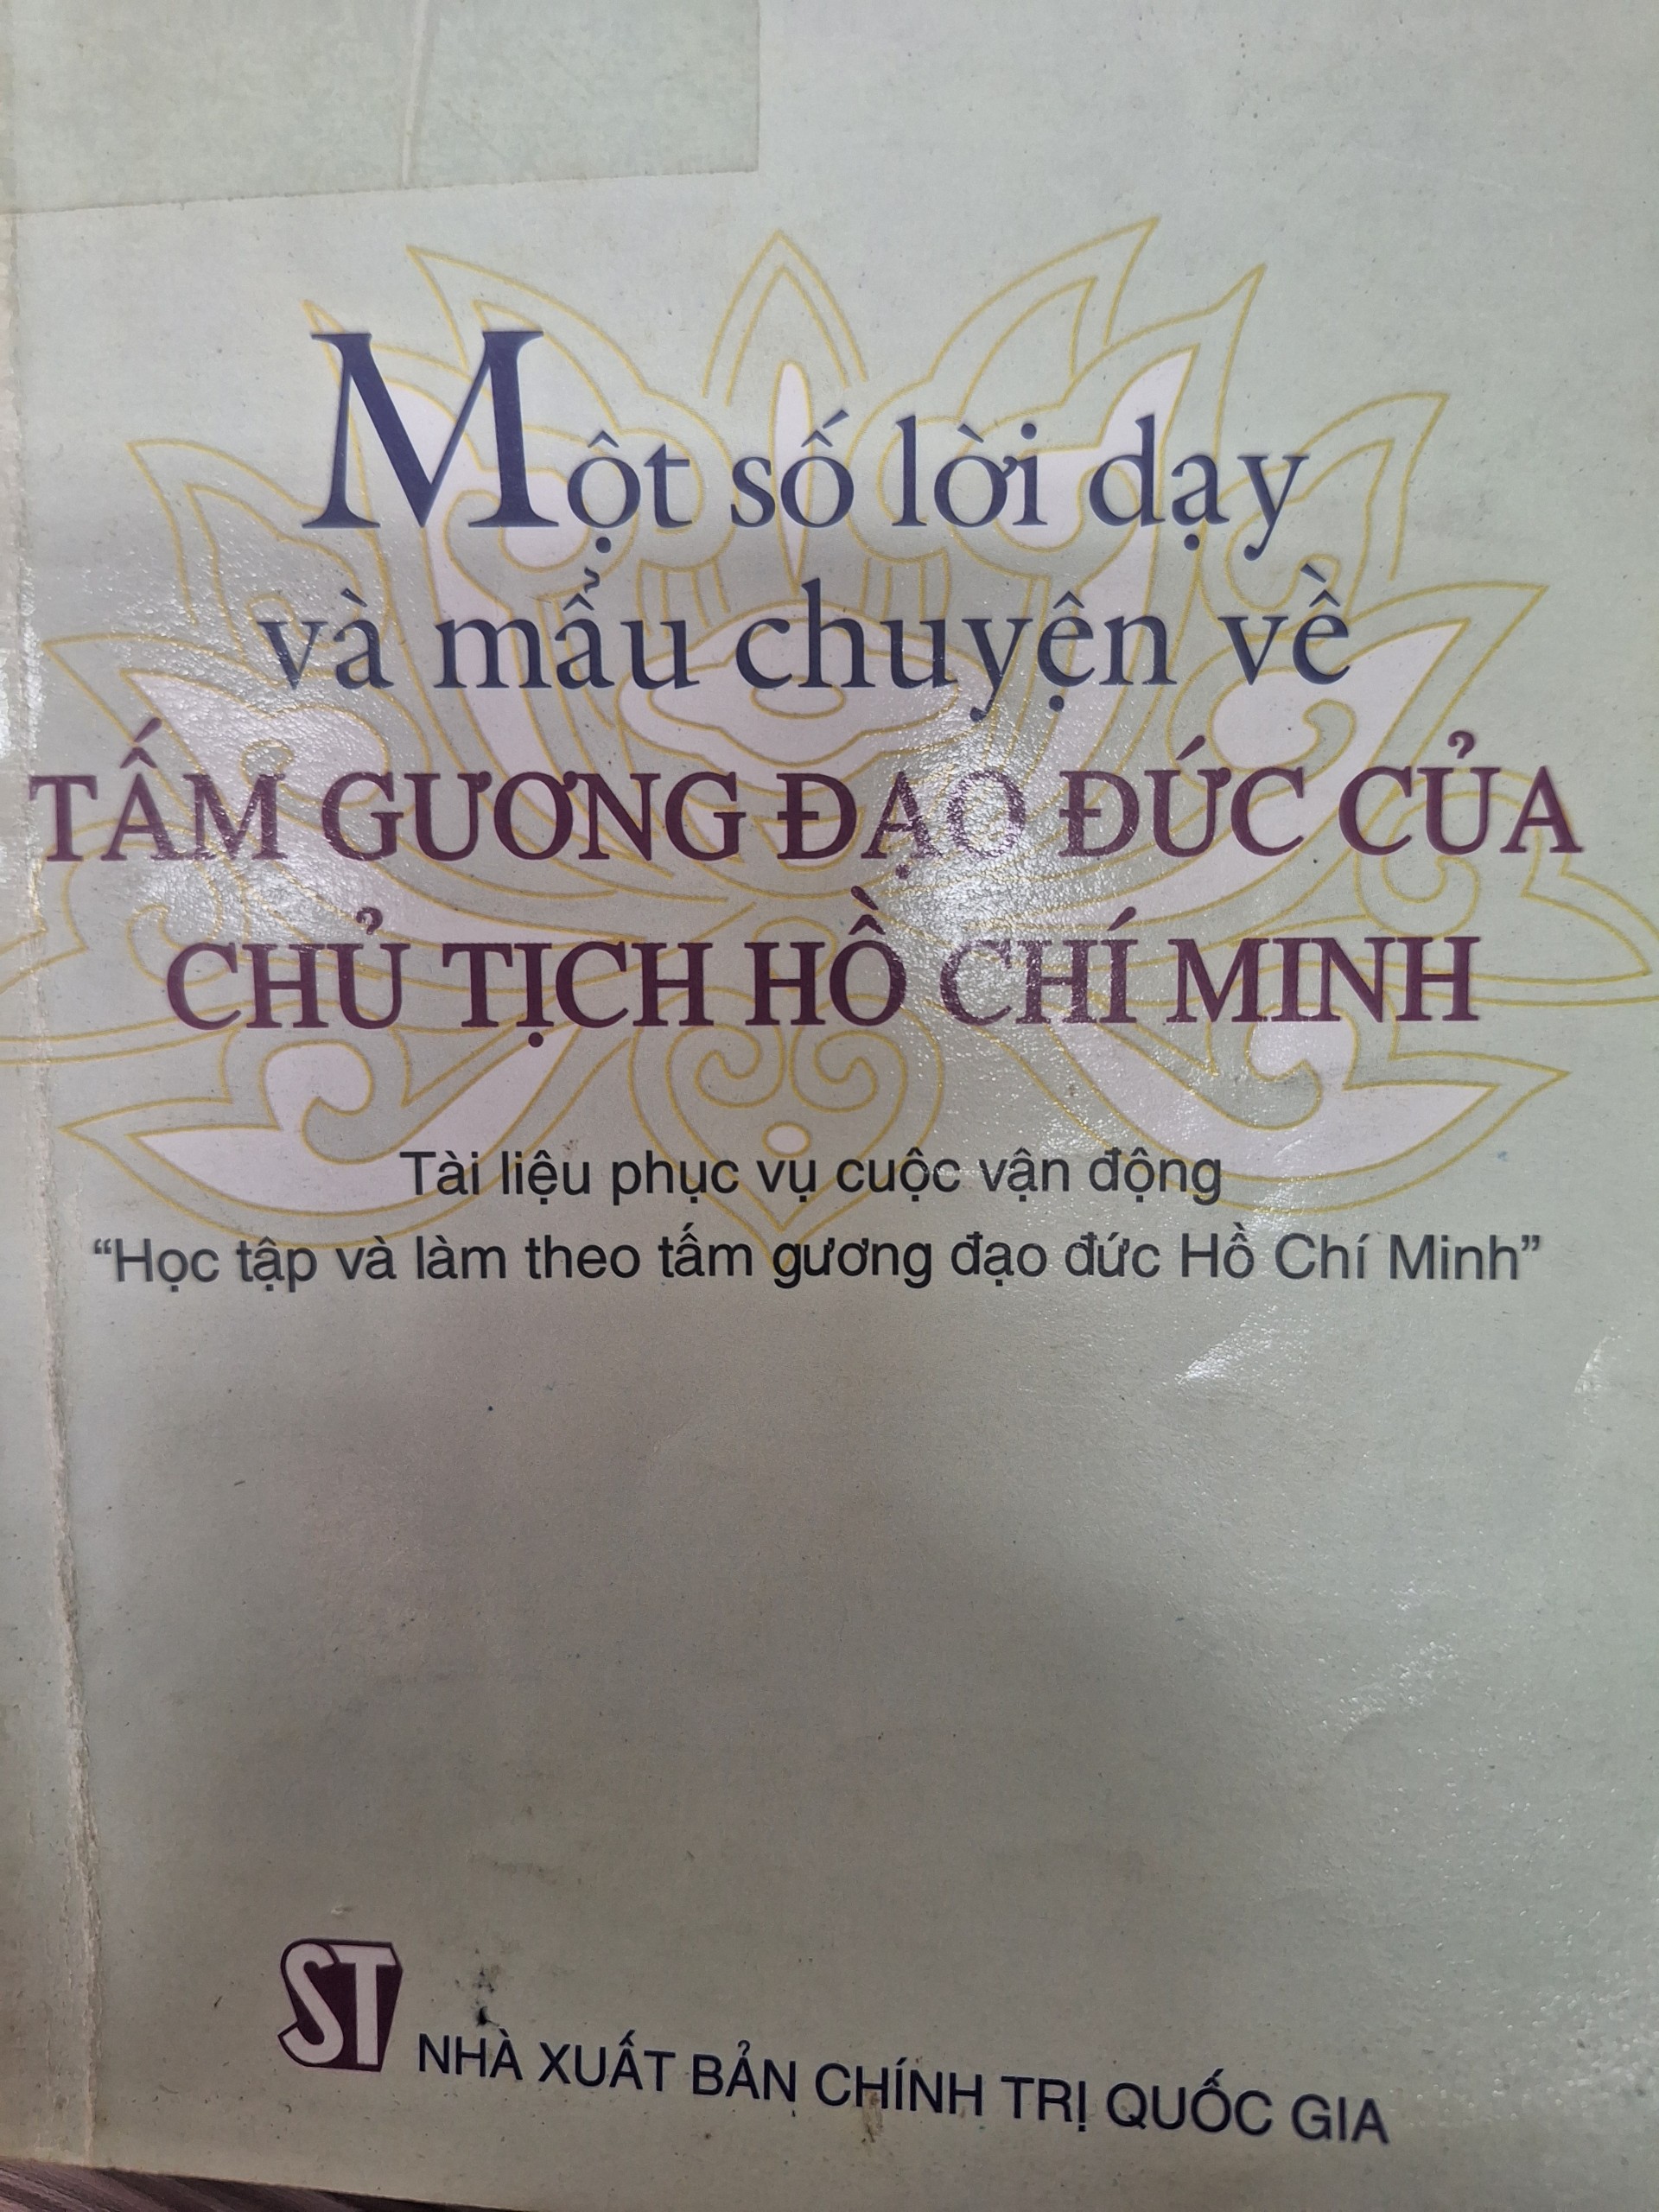 Một số lời dạy
và mẩu chuyện về
TẤM GƯƠNG ĐẠO ĐỨC CỦA
CHỦ TỊCH HỒ CHÍ MINH
Tài liệu phục vụ cuộc vận động
“Học tập và làm theo tấm gương đạo đức Hồ Chí Minh”
ST
NHÀ XUẤT BẢN CHÍNH TRỊ QUỐC GIA